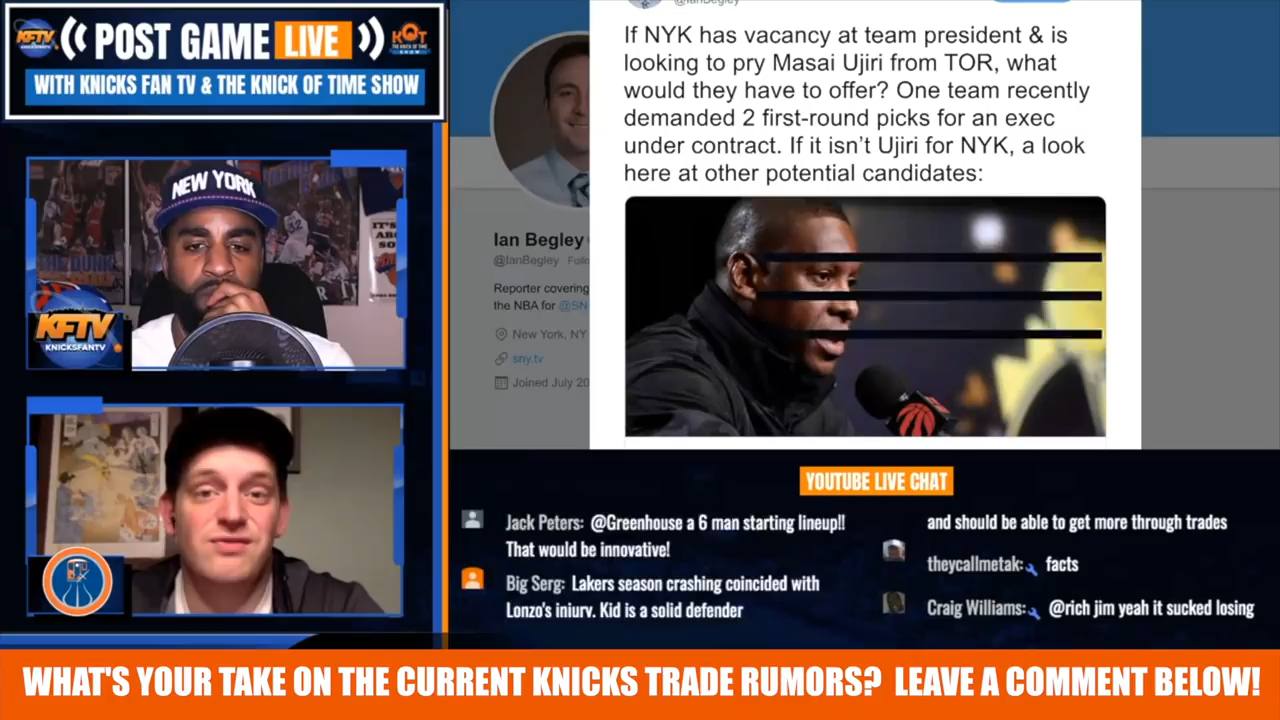 KFTV
POST GAME LIVE
KOT
WITH KNICKS FAN TV & THE KNICK OF TIME SHOW
NEW YORK
KFTV
KNICKSFANTV
@IanBegley
If NYK has vacancy at team president & is
looking to pry Masai Ujiri from TOR, what
would they have to offer? One team recently
demanded 2 first-round picks for an exec
under contract. If it isn't Ujiri for NYK, a look
here at other potential candidates:
Ian Begley
@IanBegley
Reporter covering
the NBA for @SN
New York, NY
sny.tv
Joined July 20
YOUTUBE LIVE CHAT
Jack Peters: @Greenhouse a 6 man starting lineup!!
That would be innovative!
Big Serg: Lakers season crashing coincided with
Lonzo's injury. Kid is a solid defender
and should be able to get more through trades
theycallmetak: facts
Craig Williams: @rich jim yeah it sucked losing
WHAT'S YOUR TAKE ON THE CURRENT KNICKS TRADE RUMORS? LEAVE A COMMENT BELOW!